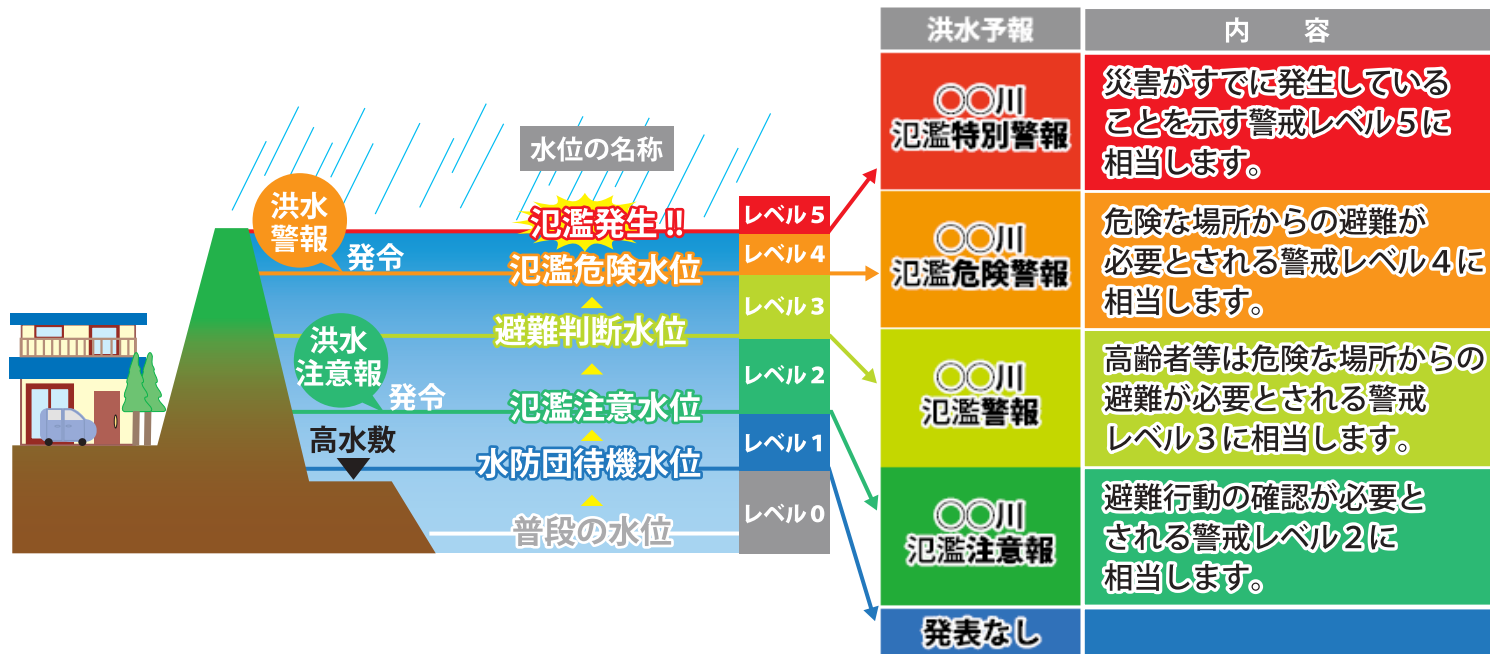 水位の名称
洪水
警報
発令
氾濫発生!!
氾濫危険水位
避難判断水位
洪水
注意報
発令
氾濫注意水位
高水敷
水防団待機水位
普段の水位
レベル5
レベル4
レベル3
レベル2
レベル1
レベル0
洪水予報
内　容
○○川
氾濫特別警報
災害がすでに発生している
ことを示す警戒レベル5に
相当します。
○○川
氾濫危険警報
危険な場所からの避難が
必要とされる警戒レベル4に
相当します。
○○川
氾濫警報
高齢者等は危険な場所からの
避難が必要とされる警戒
レベル3に相当します。
○○川
氾濫注意報
避難行動の確認が必要と
される警戒レベル2に
相当します。
発表なし